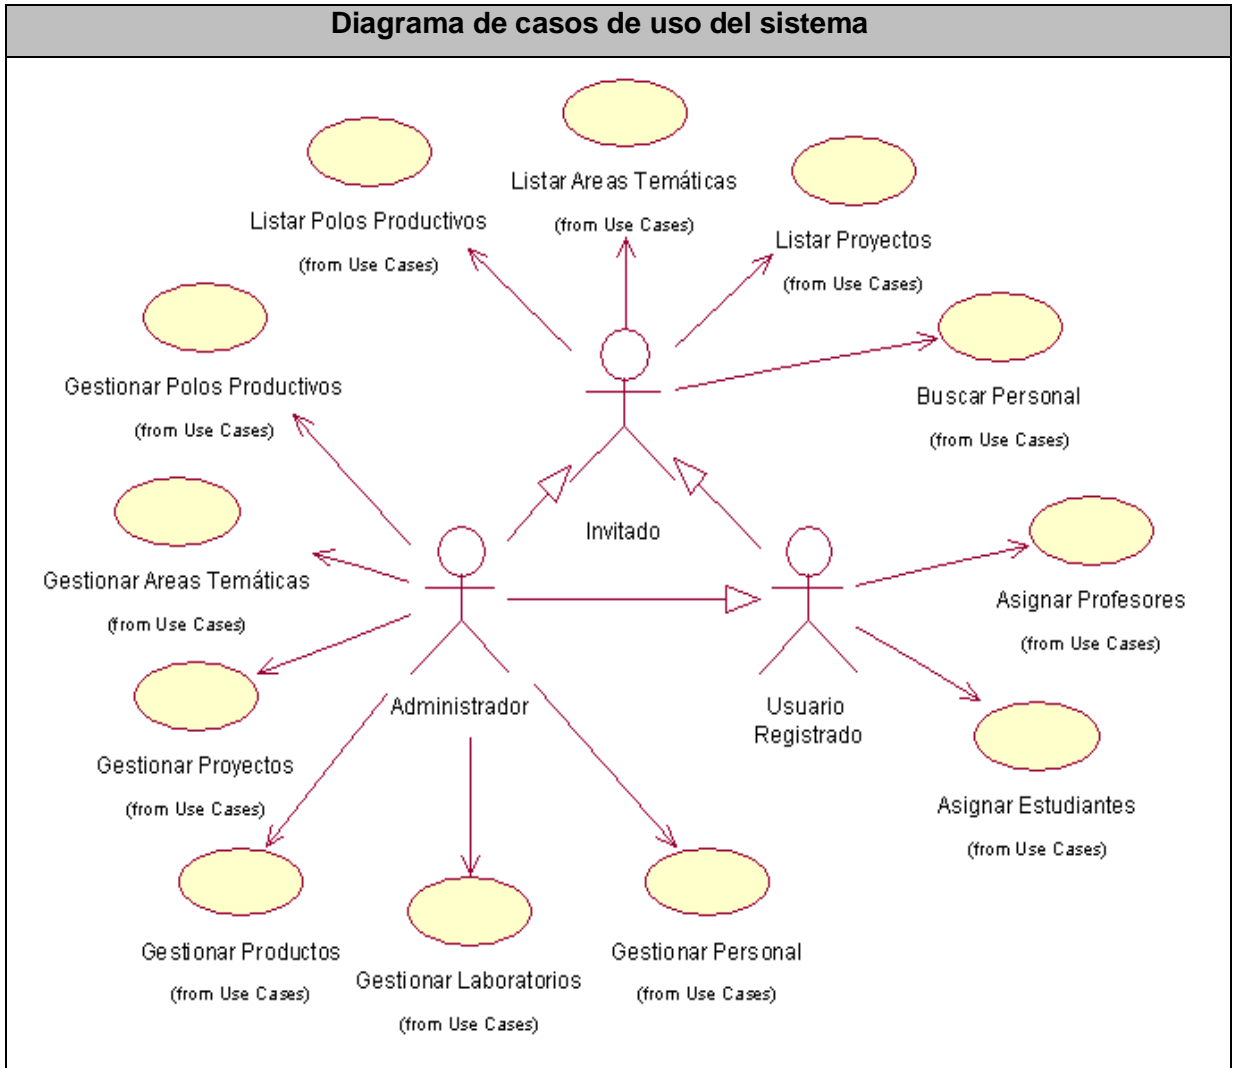 Diagrama de casos de uso del sistema
Listar Areas Temáticas
(from Use Cases)
Listar Polos Productivos
(from Use Cases)
Listar Proyectos
(from Use Cases)
Gestionar Polos Productivos
(from Use Cases)
Buscar Personal
(from Use Cases)
Invitado
Gestionar Areas Temáticas
(from Use Cases)
Asignar Profesores
(from Use Cases)
Administrador
Usuario
Registrado
Gestionar Proyectos
(from Use Cases)
Asignar Estudiantes
(from Use Cases)
Gestionar Productos
(from Use Cases)
Gestionar Laboratorios
(from Use Cases)
Gestionar Personal
(from Use Cases)